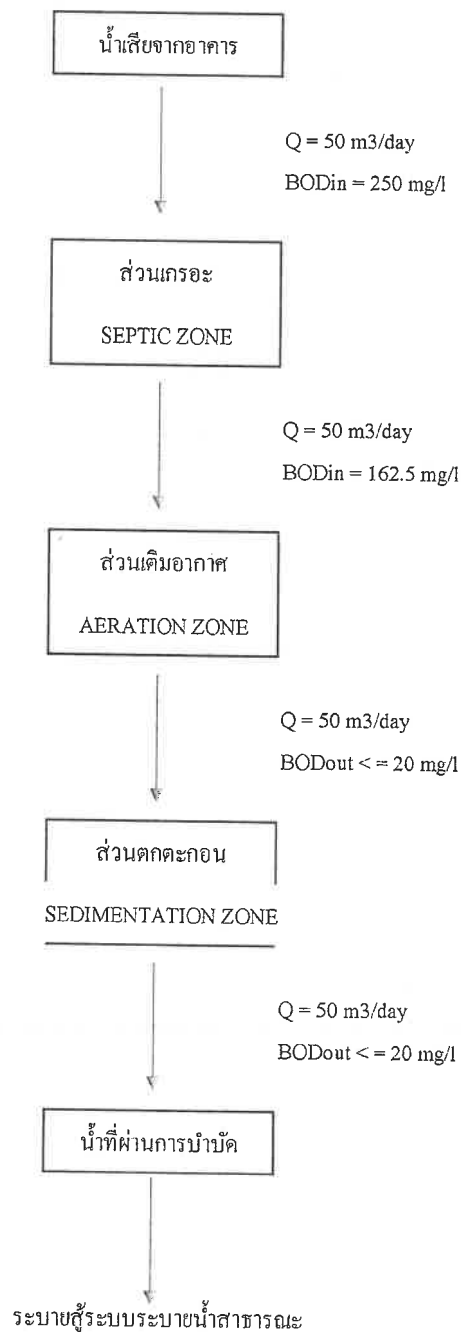 น้ำเสียจากอาคาร
Q = 50 m3/day
BODin = 250 mg/l
ส่วนเกรอะ
SEPTIC ZONE
Q = 50 m3/day
BODin = 162.5 mg/l
ส่วนเติมอากาศ
AERATION ZONE
Q = 50 m3/day
BODout < = 20 mg/l
ส่วนตกตะกอน
SEDIMENTATION ZONE
Q = 50 m3/day
BODout < = 20 mg/l
น้ำที่ผ่านการบำบัด
ระบายสู้ระบบระบายน้ำสาธารณะ